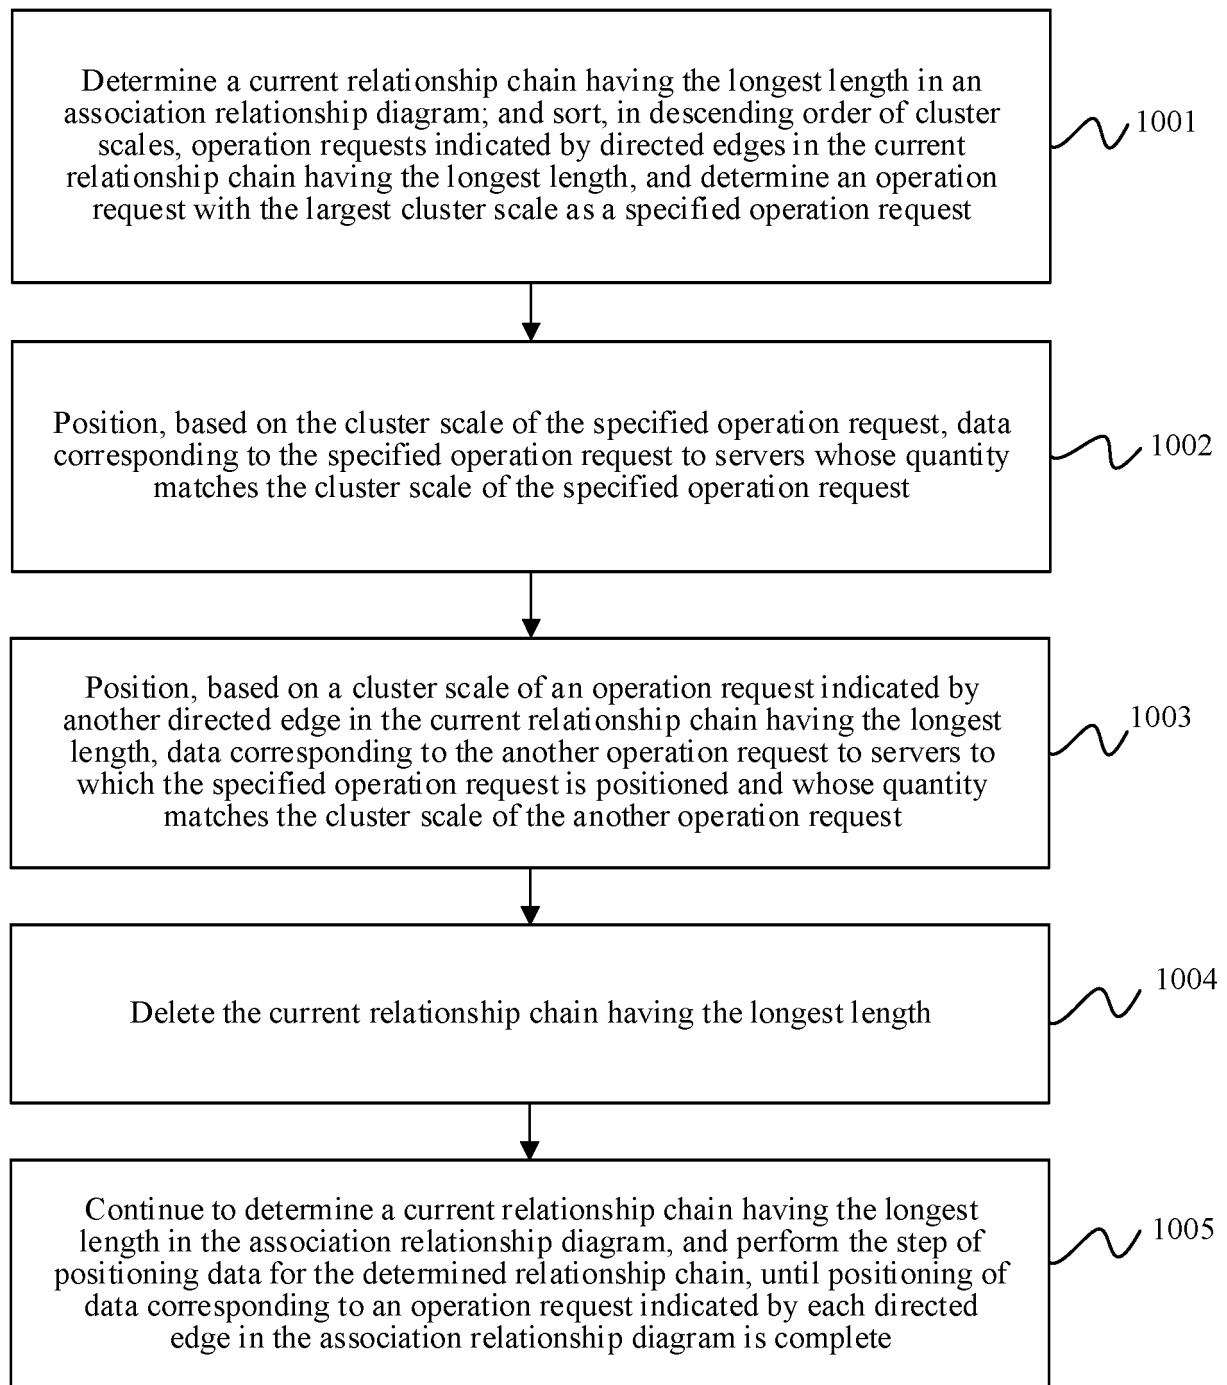 Determine a current relationship chain having the longest length in an
association relationship diagram; and sort, in descending order of cluster
scales, operation requests indicated by directed edges in the current
relationship chain having the longest length, and determine an operation
request with the largest cluster scale as a specified operation request
1001
Position, based on the cluster scale of the specified operation request, data
corresponding to the specified operation request to servers whose quantity
matches the cluster scale of the specified operation request
1002
Position, based on a cluster scale of an operation request indicated by
another directed edge in the current relationship chain having the longest
length, data corresponding to the another operation request to servers to
which the specified operation request is positioned and whose quantity
matches the cluster scale of the another operation request
1003
Delete the current relationship chain having the longest length
1004
Continue to determine a current relationship chain having the longest
length in the association relationship diagram, and perform the step of
positioning data for the determined relationship chain, until positioning of
data corresponding to an operation request indicated by each directed
edge in the association relationship diagram is complete
1005